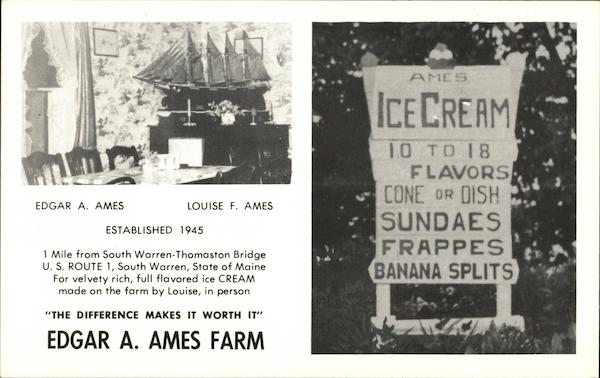 EDGAR A. AMES LOUISE F. AMES
ESTABLISHED 1945
1 Mile from South Warren-Thomaston Bridge
U. S. ROUTE 1, South Warren, State of Maine
For velvety rich, full flavored ice CREAM
made on the farm by Louise, in person
"THE DIFFERENCE MAKES IT WORTH IT"
EDGAR A. AMES FARM
AMES
ICE CREAM
10 TO 18
FLAVORS
CONE OR DISH
SUNDAES
FRAPPES
BANANA SPLITS